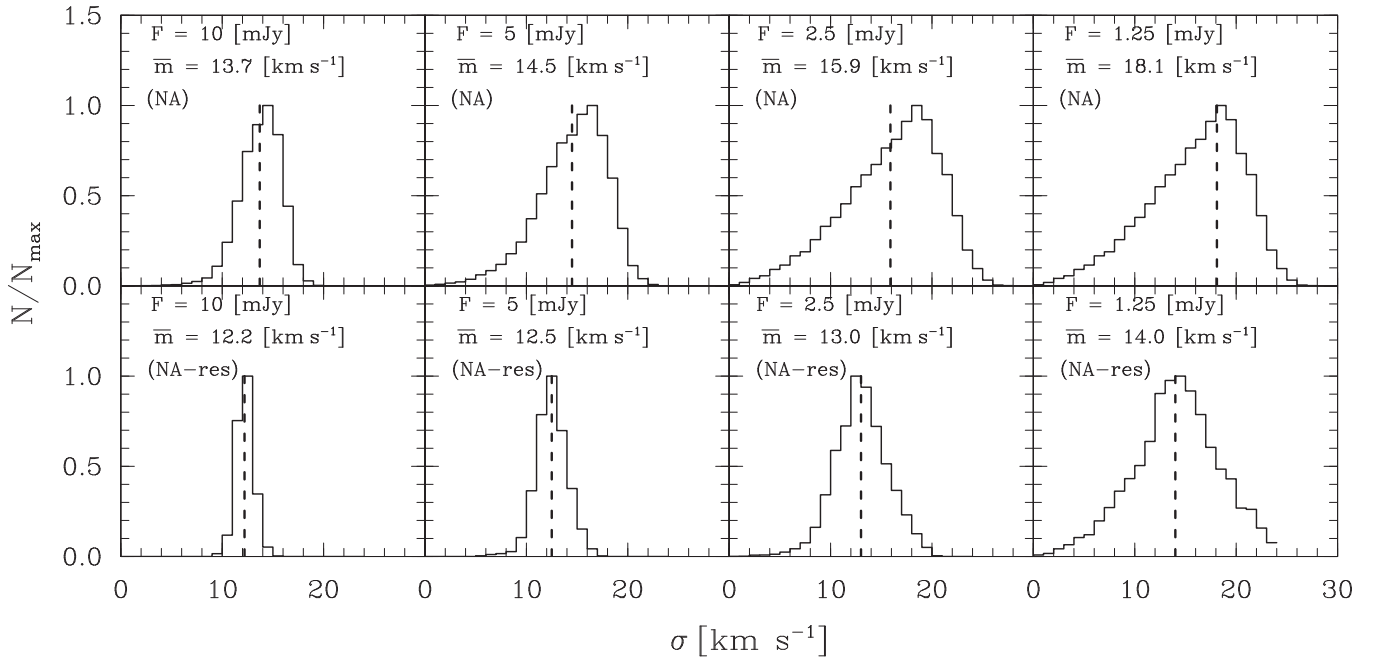 1.5
1.0
0.5
0.0
1.0
0.5
0.0
N/Nmax
F = 10 [mJy]
m̅ = 13.7 [km s⁻¹]
(NA)
F = 5 [mJy]
m̅ = 14.5 [km s⁻¹]
(NA)
F = 2.5 [mJy]
m̅ = 15.9 [km s⁻¹]
(NA)
F = 1.25 [mJy]
m̅ = 18.1 [km s⁻¹]
(NA)
F = 10 [mJy]
m̅ = 12.2 [km s⁻¹]
(NA−res)
F = 5 [mJy]
m̅ = 12.5 [km s⁻¹]
(NA−res)
F = 2.5 [mJy]
m̅ = 13.0 [km s⁻¹]
(NA−res)
F = 1.25 [mJy]
m̅ = 14.0 [km s⁻¹]
(NA−res)
0 10 20 0 10 20 0 10 20 0 10 20 30
σ [km s⁻¹]